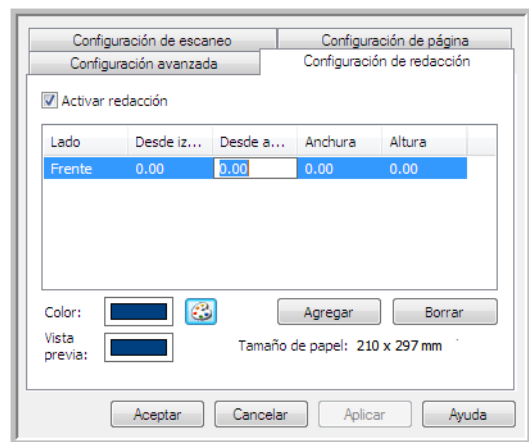 Configuración de escaneo Configuración de página
Configuración avanzada Configuración de redacción
Activar redacción
Lado Desde iz... Desde a... Anchura Altura
Frente 0.00 0.00 0.00 0.00
Color: Agregar Borrar
Vista
previa: Tamaño de papel: 210 x 297 mm
Aceptar Cancelar Aplicar Ayuda